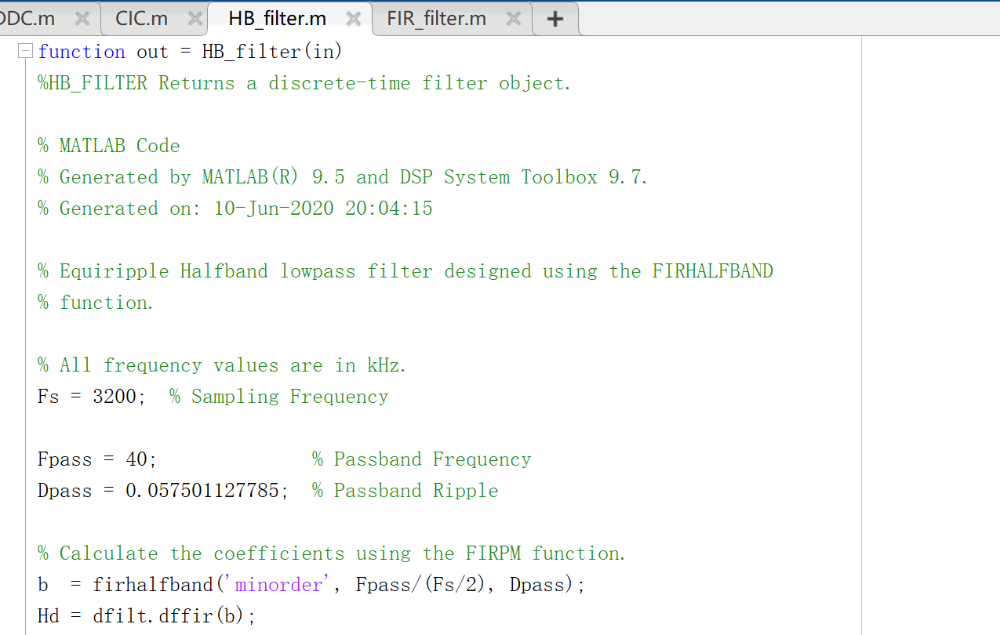 DDC.m CIC.m HB_filter.m FIR_filter.m
function out = HB_filter(in)
%HB_FILTER Returns a discrete-time filter object.
% MATLAB Code
% Generated by MATLAB(R) 9.5 and DSP System Toolbox 9.7.
% Generated on: 10-Jun-2020 20:04:15
% Equiripple Halfband lowpass filter designed using the FIRHALFBAND
% function.
% All frequency values are in kHz.
Fs = 3200;  % Sampling Frequency
Fpass = 40;              % Passband Frequency
Dpass = 0.057501127785;  % Passband Ripple
% Calculate the coefficients using the FIRPM function.
b  = firhalfband('minorder', Fpass/(Fs/2), Dpass);
Hd = dfilt.dffir(b);